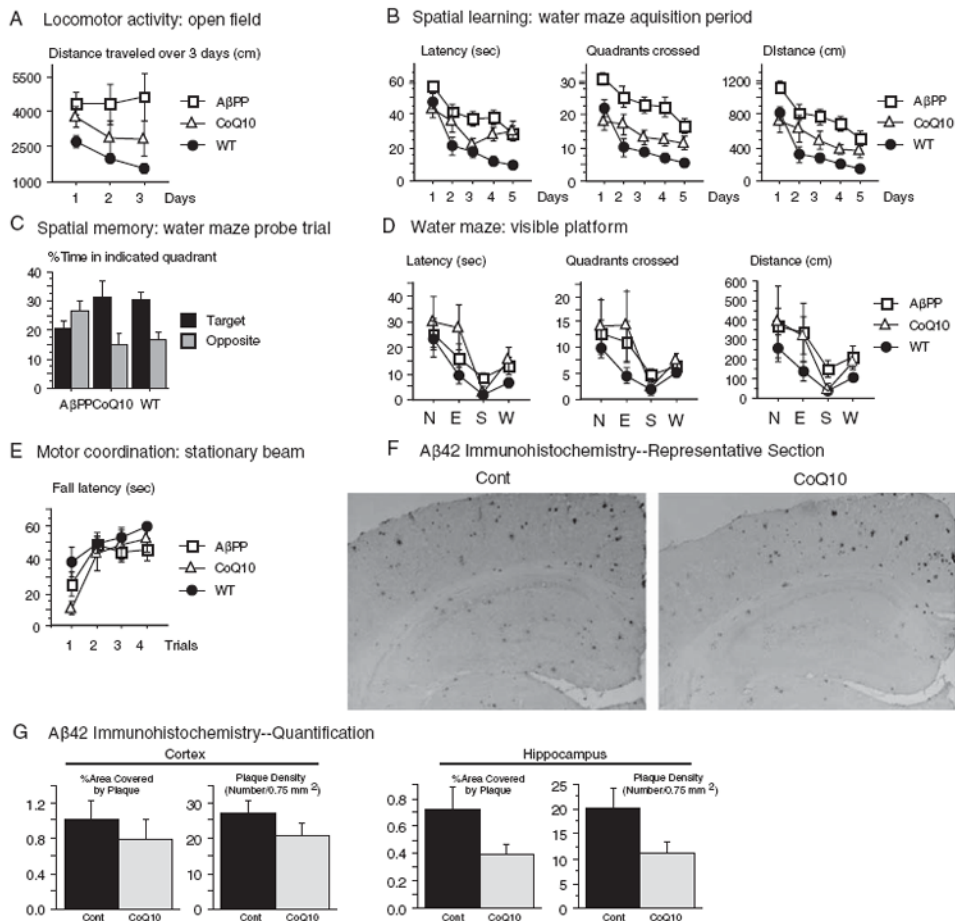 A Locomotor activity: open field
Distance traveled over 3 days (cm)
5500
4000
2500
1000
1 2 3 Days
AβPP
CoQ10
WT
B Spatial learning: water maze aquisition period
Latency (sec)
60
40
20
0
1 2 3 4 5 Days
Quadrants crossed
30
20
10
0
1 2 3 4 5 Days
DIstance (cm)
1200
800
400
0
1 2 3 4 5 Days
AβPP
CoQ10
WT
C Spatial memory: water maze probe trial
%Time in indicated quadrant
40
30
20
10
0
AβPP CoQ10 WT
Target
Opposite
D Water maze: visible platform
Latency (sec)
40
30
20
10
0
N E S W
Quadrants crossed
25
20
15
10
5
0
N E S W
Distance (cm)
600
500
400
300
200
100
0
N E S W
AβPP
CoQ10
WT
E Motor coordination: stationary beam
Fall latency (sec)
60
40
20
0
1 2 3 4 Trials
AβPP
CoQ10
WT
F Aβ42 Immunohistochemistry--Representative Section
Cont
CoQ10
G Aβ42 Immunohistochemistry--Quantification
Cortex
%Area Covered
by Plaque
1.2
0.8
0.4
0.0
Cont CoQ10
Plaque Density
(Number/0.75 mm 2)
30
20
10
0
Cont CoQ10
Hippocampus
%Area Covered
by Plaque
0.8
0.6
0.4
0.2
0.0
Cont CoQ10
Plaque Density
(Number/0.75 mm 2)
25
20
15
10
5
0
Cont CoQ10